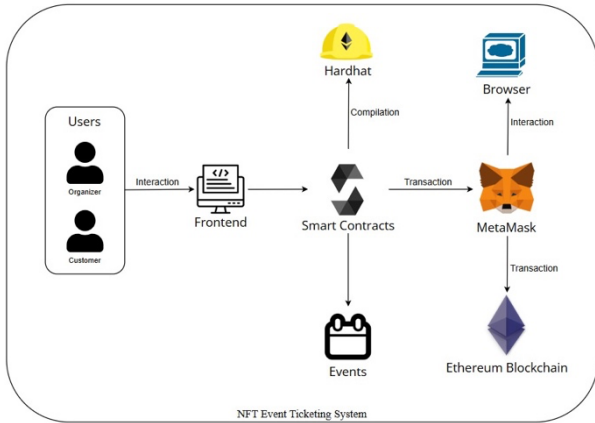 Users
Organizer
Customer
Interaction
</>
Frontend
Hardhat
Compilation
Smart Contracts
Events
Transaction
Browser
Interaction
MetaMask
Transaction
Ethereum Blockchain
NFT Event Ticketing System